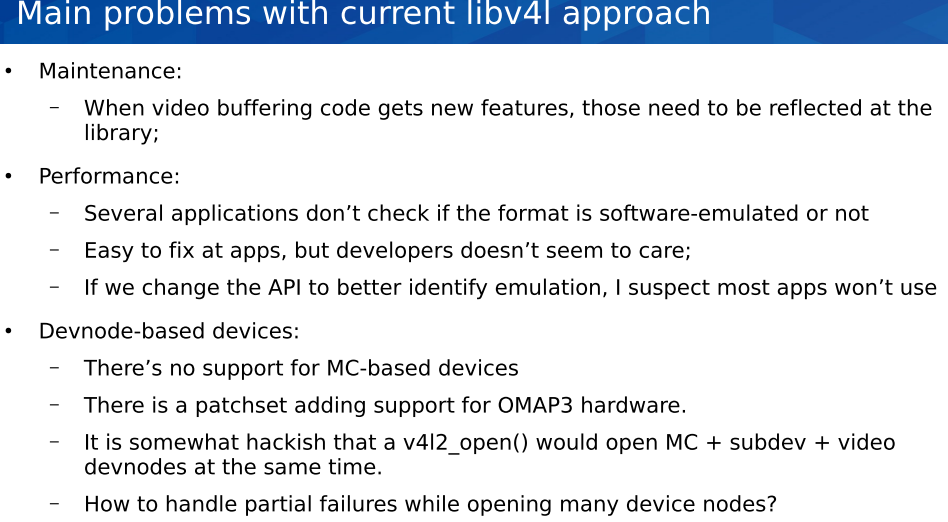 Main problems with current libv4l approach
• Maintenance:
– When video buffering code gets new features, those need to be reflected at the
library;
• Performance:
– Several applications don’t check if the format is software-emulated or not
– Easy to fix at apps, but developers doesn’t seem to care;
– If we change the API to better identify emulation, I suspect most apps won’t use
• Devnode-based devices:
– There’s no support for MC-based devices
– There is a patchset adding support for OMAP3 hardware.
– It is somewhat hackish that a v4l2_open() would open MC + subdev + video
devnodes at the same time.
– How to handle partial failures while opening many device nodes?